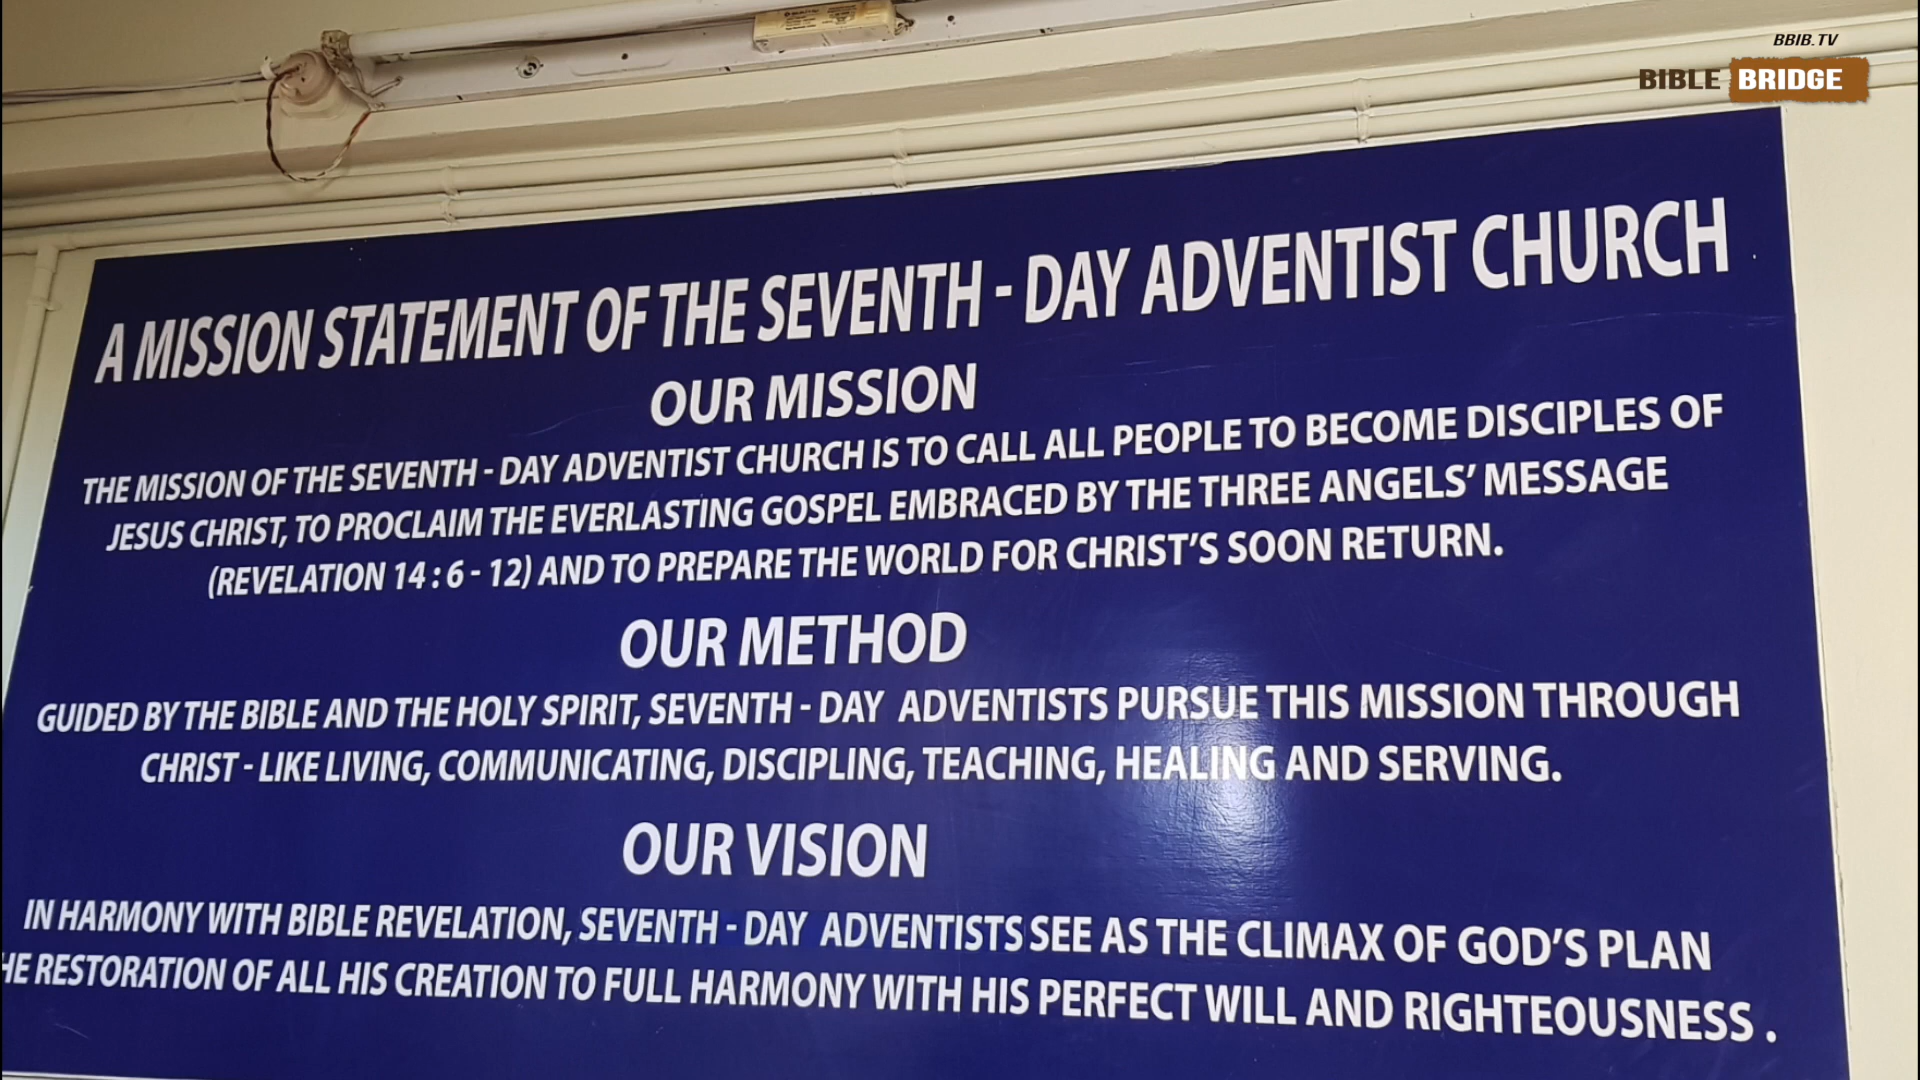 BBIB.TV
BIBLE BRIDGE
A MISSION STATEMENT OF THE SEVENTH - DAY ADVENTIST CHURCH
OUR MISSION
THE MISSION OF THE SEVENTH - DAY ADVENTIST CHURCH IS TO CALL ALL PEOPLE TO BECOME DISCIPLES OF
JESUS CHRIST, TO PROCLAIM THE EVERLASTING GOSPEL EMBRACED BY THE THREE ANGELS' MESSAGE
(REVELATION 14 : 6 - 12) AND TO PREPARE THE WORLD FOR CHRIST'S SOON RETURN.
OUR METHOD
GUIDED BY THE BIBLE AND THE HOLY SPIRIT, SEVENTH - DAY ADVENTISTS PURSUE THIS MISSION THROUGH
CHRIST - LIKE LIVING, COMMUNICATING, DISCIPLING, TEACHING, HEALING AND SERVING.
OUR VISION
IN HARMONY WITH BIBLE REVELATION, SEVENTH - DAY ADVENTISTS SEE AS THE CLIMAX OF GOD'S PLAN
HE RESTORATION OF ALL HIS CREATION TO FULL HARMONY WITH HIS PERFECT WILL AND RIGHTEOUSNESS .